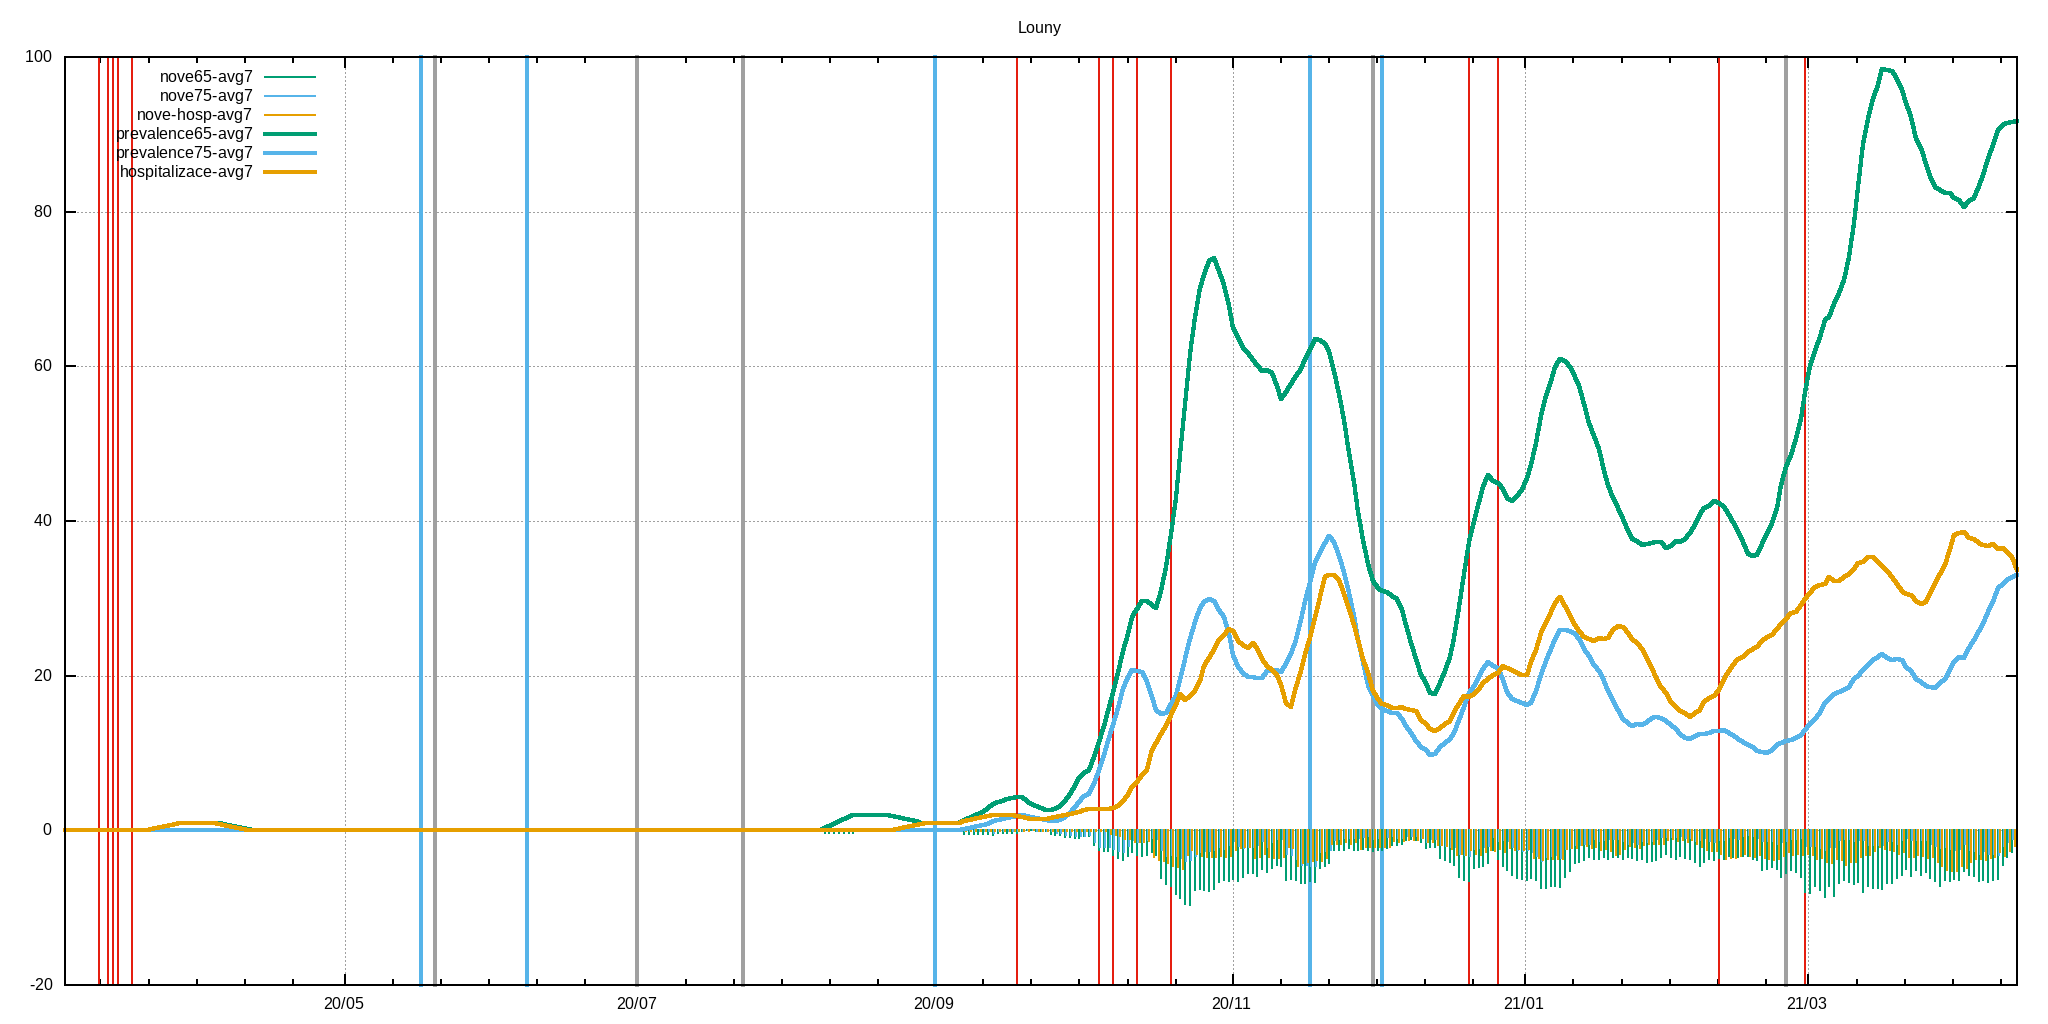 Louny
100
80
60
40
20
0
-20
nove65-avg7
nove75-avg7
nove-hosp-avg7
prevalence65-avg7
prevalence75-avg7
hospitalizace-avg7
20/05 20/07 20/09 20/11 21/01 21/03